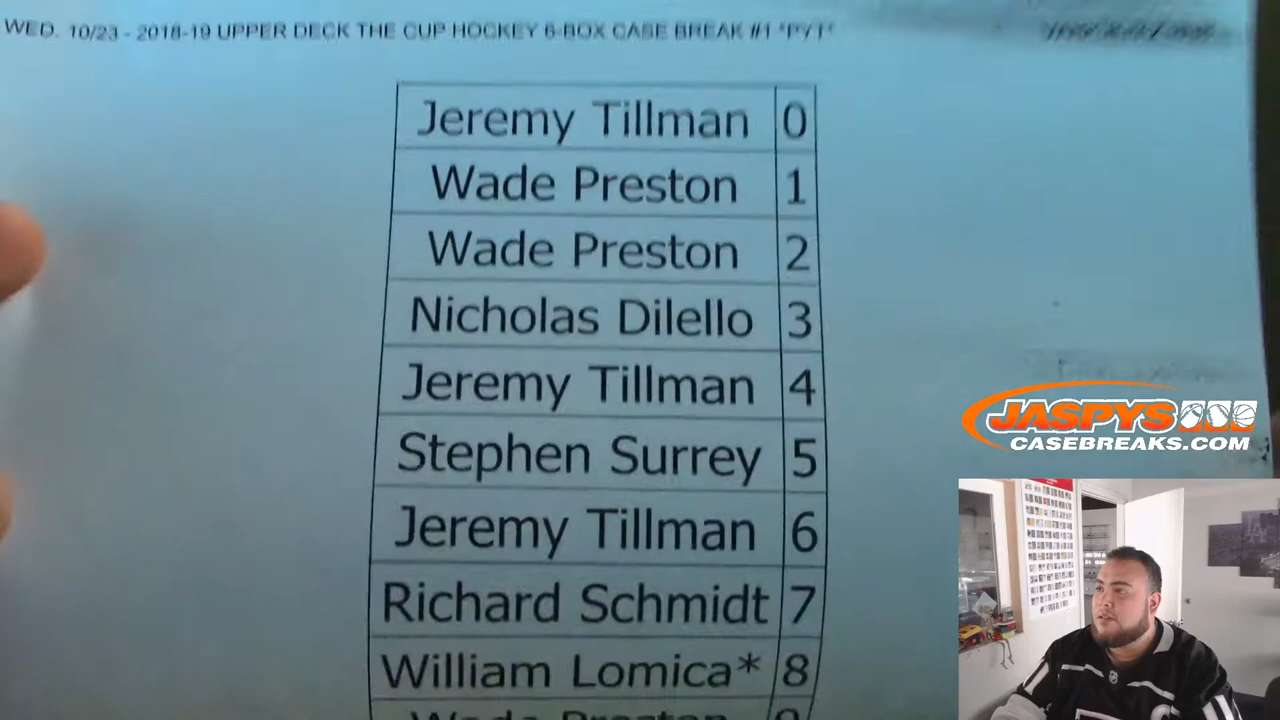 WED. 10/23 - 2018-19 UPPER DECK THE CUP HOCKEY 6-BOX CASE BREAK #1 *PYT*
Jeremy Tillman 0
Wade Preston 1
Wade Preston 2
Nicholas Dilello 3
Jeremy Tillman 4
Stephen Surrey 5
Jeremy Tillman 6
Richard Schmidt 7
William Lomica* 8
Wade Preston 9
JASPYS
CASEBREAKS.COM